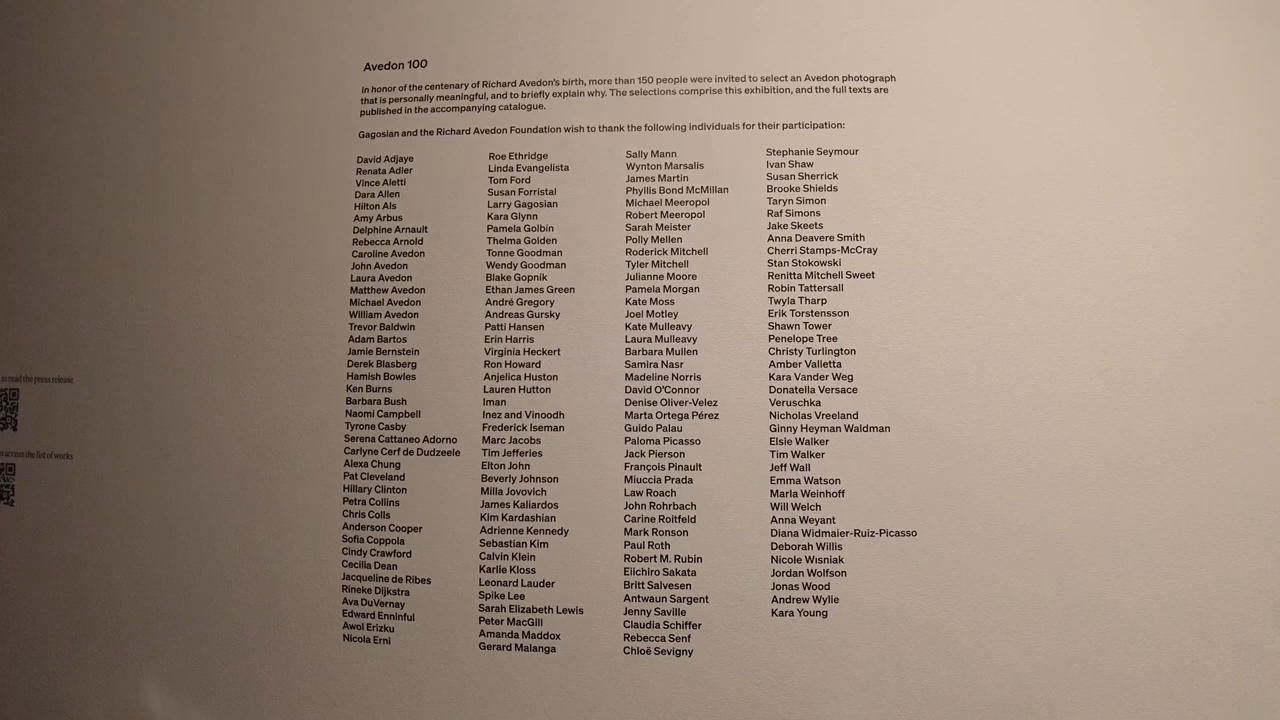 Avedon 100
In honor of the centenary of Richard Avedon's birth, more than 150 people were invited to select an Avedon photograph
that is personally meaningful, and to briefly explain why. The selections comprise this exhibition, and the full texts are
published in the accompanying catalogue.
Gagosian and the Richard Avedon Foundation wish to thank the following individuals for their participation:
David Adjaye
Renata Adler
Vince Aletti
Dara Allen
Hilton Als
Amy Arbus
Delphine Arnault
Rebecca Arnold
Caroline Avedon
John Avedon
Laura Avedon
Matthew Avedon
Michael Avedon
William Avedon
Trevor Baldwin
Adam Bartos
Jamie Bernstein
Derek Blasberg
Hamish Bowles
Ken Burns
Barbara Bush
Naomi Campbell
Tyrone Casby
Serena Cattaneo Adorno
Carlyne Cerf de Dudzeele
Alexa Chung
Pat Cleveland
Hillary Clinton
Petra Collins
Chris Colls
Anderson Cooper
Sofia Coppola
Cindy Crawford
Cecilia Dean
Jacqueline de Ribes
Rineke Dijkstra
Ava DuVernay
Edward Enninful
Awol Erizku
Nicola Erni
Roe Ethridge
Linda Evangelista
Tom Ford
Susan Forristal
Larry Gagosian
Kara Glynn
Pamela Golbin
Thelma Golden
Tonne Goodman
Wendy Goodman
Blake Gopnik
Ethan James Green
André Gregory
Andreas Gursky
Patti Hansen
Erin Harris
Virginia Heckert
Ron Howard
Anjelica Huston
Lauren Hutton
Iman
Inez and Vinoodh
Frederick Iseman
Marc Jacobs
Tim Jefferies
Elton John
Beverly Johnson
Milla Jovovich
James Kaliardos
Kim Kardashian
Adrienne Kennedy
Sebastian Kim
Calvin Klein
Karlie Kloss
Leonard Lauder
Spike Lee
Sarah Elizabeth Lewis
Peter MacGill
Amanda Maddox
Gerard Malanga
Sally Mann
Wynton Marsalis
James Martin
Phyllis Bond McMillan
Michael Meeropol
Robert Meeropol
Sarah Meister
Polly Mellen
Roderick Mitchell
Tyler Mitchell
Julianne Moore
Pamela Morgan
Kate Moss
Joel Motley
Kate Mulleavy
Laura Mulleavy
Barbara Mullen
Samira Nasr
Madeline Norris
David O'Connor
Denise Oliver-Velez
Marta Ortega Pérez
Guido Palau
Paloma Picasso
Jack Pierson
François Pinault
Miuccia Prada
Law Roach
John Rohrbach
Carine Roitfeld
Mark Ronson
Paul Roth
Robert M. Rubin
Eiichiro Sakata
Britt Salvesen
Antwaun Sargent
Jenny Saville
Claudia Schiffer
Rebecca Senf
Chloë Sevigny
Stephanie Seymour
Ivan Shaw
Susan Sherrick
Brooke Shields
Taryn Simon
Raf Simons
Jake Skeets
Anna Deavere Smith
Cherri Stamps-McCray
Stan Stokowski
Renitta Mitchell Sweet
Robin Tattersall
Twyla Tharp
Erik Torstensson
Shawn Tower
Penelope Tree
Christy Turlington
Amber Valletta
Kara Vander Weg
Donatella Versace
Veruschka
Nicholas Vreeland
Ginny Heyman Waldman
Elsie Walker
Tim Walker
Jeff Wall
Emma Watson
Marla Weinhoff
Will Welch
Anna Weyant
Diana Widmaier-Ruiz-Picasso
Deborah Willis
Nicole Wisniak
Jordan Wolfson
Jonas Wood
Andrew Wylie
Kara Young
to read the press release
access the list of works